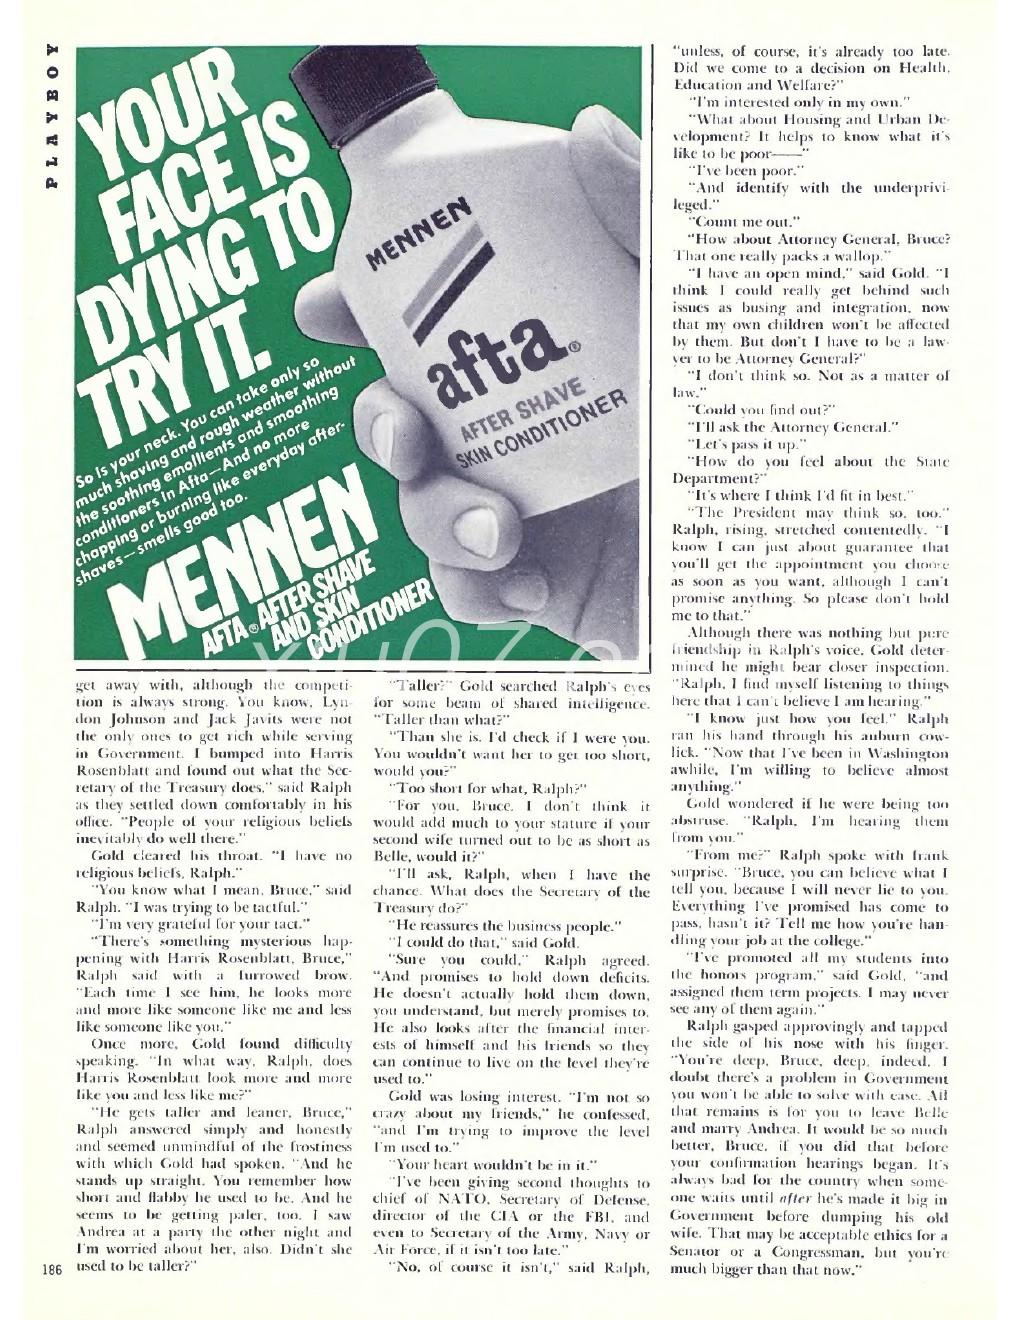 PLAYBOY
YOUR
FACE IS
DYING TO
TRY IT.
So is your neck. You can take only so
much shaving and rough weather without
the soothing emollients and smoothing
conditioners in Afta—And no more
chapping or burning like everyday after-
shaves—smells good too.
MENNEN
AFTA® AFTER SHAVE
AND SKIN
CONDITIONER
MENNEN
afta®
AFTER SHAVE
SKIN CONDITIONER
get away with, although the competi-
tion is always strong. You know, Lyn-
don Johnson and Jack Javits were not
the only ones to get rich while serving
in Government. I bumped into Harris
Rosenblatt and found out what the Sec-
retary of the Treasury does," said Ralph
as they settled down comfortably in his
office. "People of your religious beliefs
inevitably do well there."
Gold cleared his throat. "I have no
religious beliefs, Ralph."
"You know what I mean, Bruce," said
Ralph. "I was trying to be tactful."
"I'm very grateful for your tact."
"There's something mysterious hap-
pening with Harris Rosenblatt, Bruce,"
Ralph said with a furrowed brow.
"Each time I see him, he looks more
and more like someone like me and less
like someone like you."
Once more, Gold found difficulty
speaking. "In what way, Ralph, does
Harris Rosenblatt look more and more
like you and less like me?"
"He gets taller and leaner, Bruce,"
Ralph answered simply and honestly
and seemed unmindful of the frostiness
with which Gold had spoken. "And he
stands up straight. You remember how
short and flabby he used to be. And he
seems to be getting paler, too. I saw
Andrea at a party the other night and
I'm worried about her, also. Didn't she
used to be taller?"
186
"Taller?" Gold searched Ralph's eyes
for some beam of shared intelligence.
"Taller than what?"
"Than she is. I'd check if I were you.
You wouldn't want her to get too short,
would you?"
"Too short for what, Ralph?"
"For you, Bruce. I don't think it
would add much to your stature if your
second wife turned out to be as short as
Belle, would it?"
"I'll ask, Ralph, when I have the
chance. What does the Secretary of the
Treasury do?"
"He reassures the business people."
"I could do that," said Gold.
"Sure you could," Ralph agreed.
"And promises to hold down deficits.
He doesn't actually hold them down,
you understand, but merely promises to.
He also looks after the financial inter-
ests of himself and his friends so they
can continue to live on the level they're
used to."
Gold was losing interest. "I'm not so
crazy about my friends," he confessed,
"and I'm trying to improve the level
I'm used to."
"Your heart wouldn't be in it."
"I've been giving second thoughts to
chief of NATO, Secretary of Defense,
director of the CIA or the FBI, and
even to Secretary of the Army, Navy or
Air Force, if it isn't too late."
"No, of course it isn't," said Ralph,
"unless, of course, it's already too late.
Did we come to a decision on Health,
Education and Welfare?"
"I'm interested only in my own."
"What about Housing and Urban De-
velopment? It helps to know what it's
like to be poor——"
"I've been poor."
"And identify with the underprivi-
leged."
"Count me out."
"How about Attorney General, Bruce?
That one really packs a wallop."
"I have an open mind," said Gold. "I
think I could really get behind such
issues as busing and integration, now
that my own children won't be affected
by them. But don't I have to be a law-
yer to be Attorney General?"
"I don't think so. Not as a matter of
law."
"Could you find out?"
"I'll ask the Attorney General."
"Let's pass it up."
"How do you feel about the State
Department?"
"It's where I think I'd fit in best."
"The President may think so, too."
Ralph, rising, stretched contentedly. "I
know I can just about guarantee that
you'll get the appointment you choose
as soon as you want, although I can't
promise anything. So please don't hold
me to that."
Although there was nothing but pure
friendship in Ralph's voice, Gold deter-
mined he might bear closer inspection.
"Ralph, I find myself listening to things
here that I can't believe I am hearing."
"I know just how you feel." Ralph
ran his hand through his auburn cow-
lick. "Now that I've been in Washington
awhile, I'm willing to believe almost
anything."
Gold wondered if he were being too
abstruse. "Ralph, I'm hearing them
from you."
"From me?" Ralph spoke with frank
surprise. "Bruce, you can believe what I
tell you, because I will never lie to you.
Everything I've promised has come to
pass, hasn't it? Tell me how you're han-
dling your job at the college."
"I've promoted all my students into
the honors program," said Gold, "and
assigned them term projects. I may never
see any of them again."
Ralph gasped approvingly and tapped
the side of his nose with his finger.
"You're deep, Bruce, deep, indeed. I
doubt there's a problem in Government
you won't be able to solve with ease. All
that remains is for you to leave Belle
and marry Andrea. It would be so much
better, Bruce, if you did that before
your confirmation hearings began. It's
always bad for the country when some-
one waits until after he's made it big in
Government before dumping his old
wife. That may be acceptable ethics for a
Senator or a Congressman, but you're
much bigger than that now."